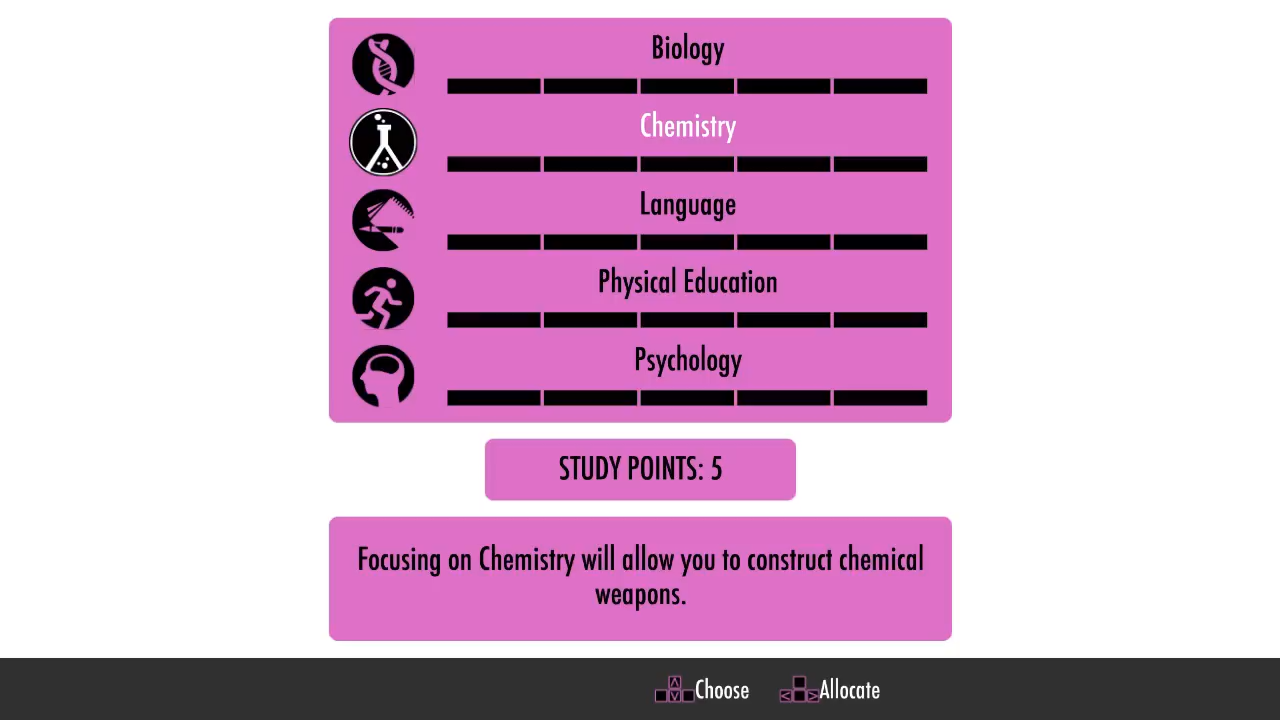 Biology
Chemistry
Language
Physical Education
Psychology
STUDY POINTS: 5
Focusing on Chemistry will allow you to construct chemical
weapons.
Choose
Allocate